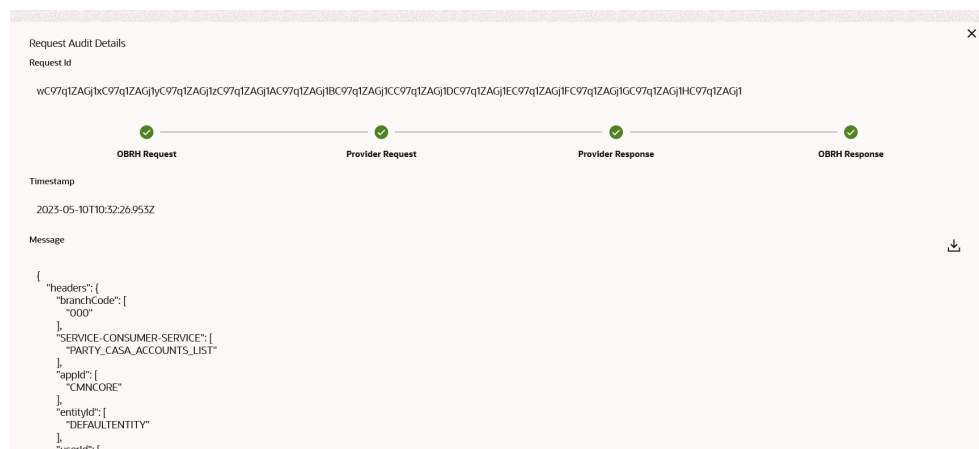 Request Audit Details
Request Id
wC97q1ZAGj1xC97q1ZAGj1yC97q1ZAGj1zC97q1ZAGj1AC97q1ZAGj1BC97q1ZAGj1CC97q1ZAGj1DC97q1ZAGj1EC97q1ZAGj1FC97q1ZAGj1GC97q1ZAGj1HC97q1ZAGj1
OBRH Request Provider Request Provider Response OBRH Response
Timestamp
2023-05-10T10:32:26.953Z
Message
{
"headers": {
"branchCode": [
"000"
],
"SERVICE-CONSUMER-SERVICE": [
"PARTY_CASA_ACCOUNTS_LIST"
],
"appId": [
"CMNCORE"
],
"entityId": [
"DEFAULTENTITY"
],
"userId": [